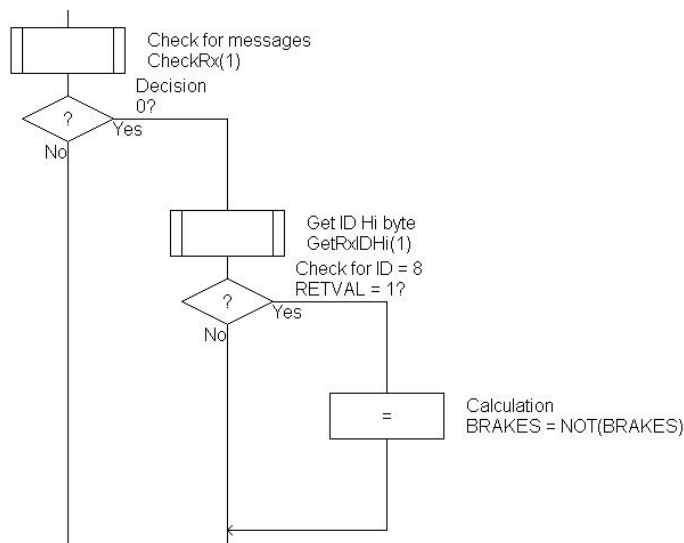 Check for messages
CheckRx(1)
Decision
0?
?
Yes
No
Get ID Hi byte
GetRxIDHi(1)
Check for ID = 8
RETVAL = 1?
?
Yes
No
=
Calculation
BRAKES = NOT(BRAKES)